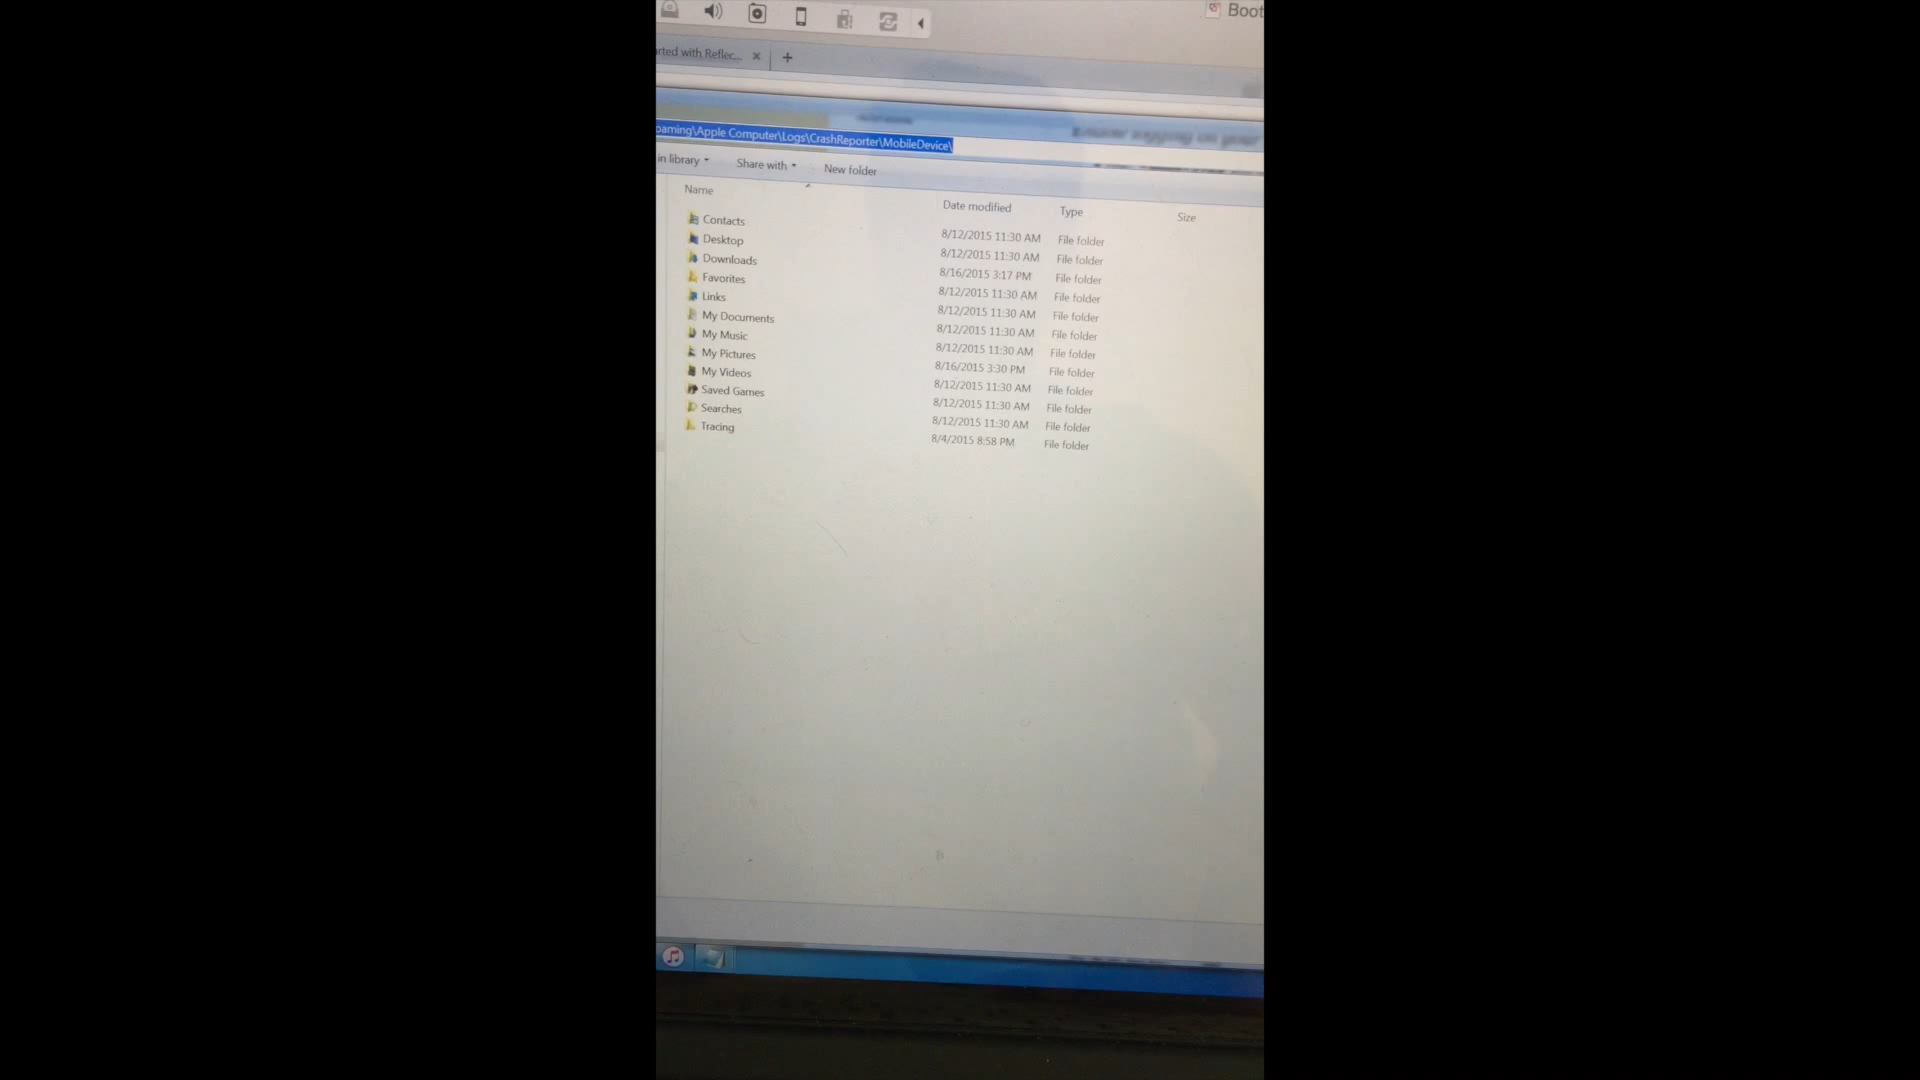 Boot
arted with Reflec...
oaming\Apple Computer\Logs\CrashReporter\MobileDevice\
in library Share with New folder
Name Date modified Type Size
Contacts 8/12/2015 11:30 AM File folder
Desktop 8/12/2015 11:30 AM File folder
Downloads 8/16/2015 3:17 PM File folder
Favorites 8/12/2015 11:30 AM File folder
Links 8/12/2015 11:30 AM File folder
My Documents 8/12/2015 11:30 AM File folder
My Music 8/12/2015 11:30 AM File folder
My Pictures 8/16/2015 3:30 PM File folder
My Videos 8/12/2015 11:30 AM File folder
Saved Games 8/12/2015 11:30 AM File folder
Searches 8/12/2015 11:30 AM File folder
Tracing 8/4/2015 8:58 PM File folder